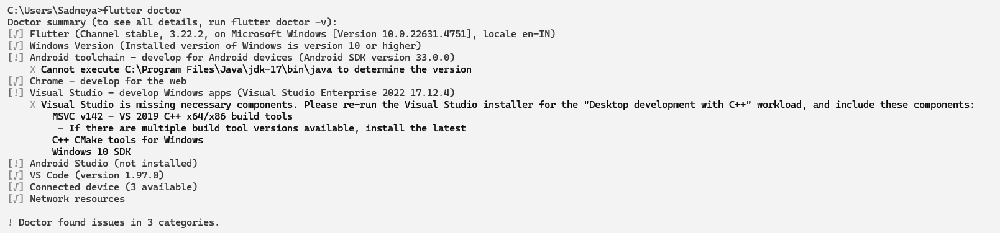 C:\Users\Sadneya>flutter doctor
Doctor summary (to see all details, run flutter doctor -v):
[√] Flutter (Channel stable, 3.22.2, on Microsoft Windows [Version 10.0.22631.4751], locale en-IN)
[√] Windows Version (Installed version of Windows is version 10 or higher)
[!] Android toolchain - develop for Android devices (Android SDK version 33.0.0)
    X Cannot execute C:\Program Files\Java\jdk-17\bin\java to determine the version
[√] Chrome - develop for the web
[!] Visual Studio - develop Windows apps (Visual Studio Enterprise 2022 17.12.4)
    X Visual Studio is missing necessary components. Please re-run the Visual Studio installer for the "Desktop development with C++" workload, and include these components:
        MSVC v142 - VS 2019 C++ x64/x86 build tools
         - If there are multiple build tool versions available, install the latest
        C++ CMake tools for Windows
        Windows 10 SDK
[!] Android Studio (not installed)
[√] VS Code (version 1.97.0)
[√] Connected device (3 available)
[√] Network resources
! Doctor found issues in 3 categories.